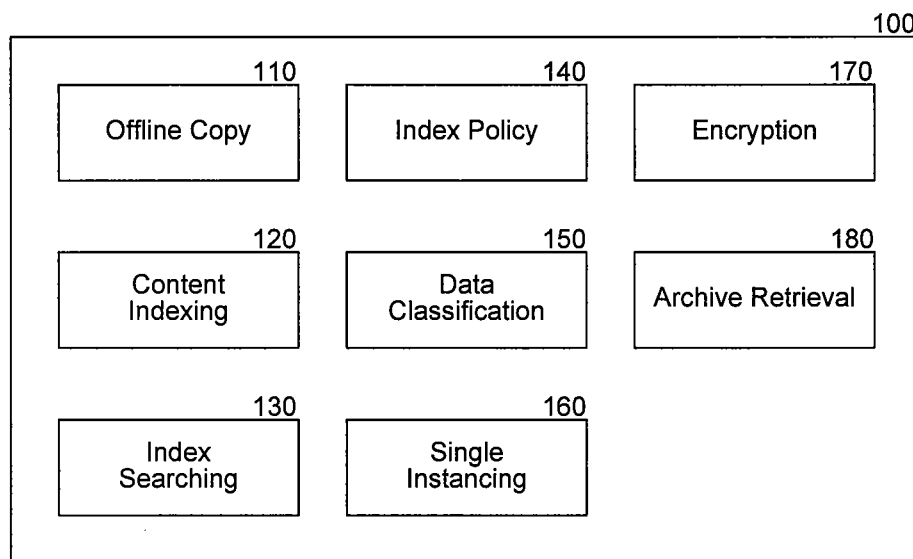 100
110
Offline Copy
140
Index Policy
170
Encryption
120
Content
Indexing
150
Data
Classification
180
Archive Retrieval
130
Index
Searching
160
Single
Instancing